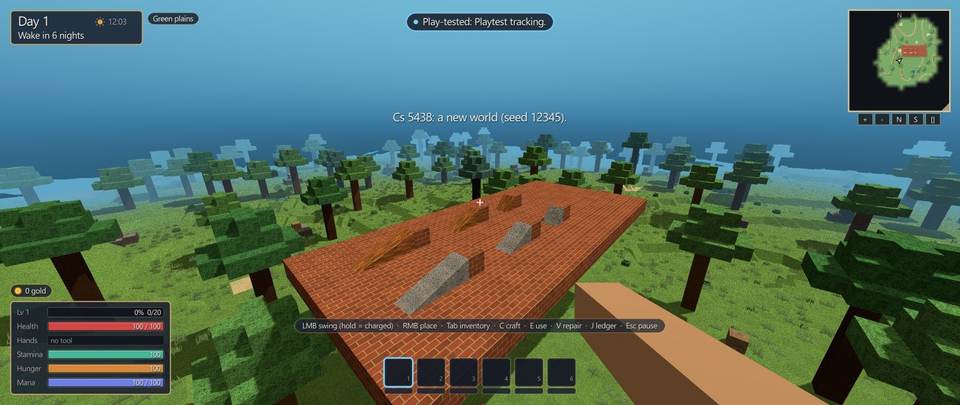 Day 1
12:03
Wake in 6 nights
Green plains
Play-tested: Playtest tracking.
N
+ - N S []
Cs 5438: a new world (seed 12345).
0 gold
Lv 1 0% 0/20
Health 100 / 100
Hands no tool
Stamina 100
Hunger 100
Mana 100 / 100
LMB swing (hold = charged) · RMB place · Tab inventory · C craft · E use · V repair · J ledger · Esc pause
1 2 3 4 5 6